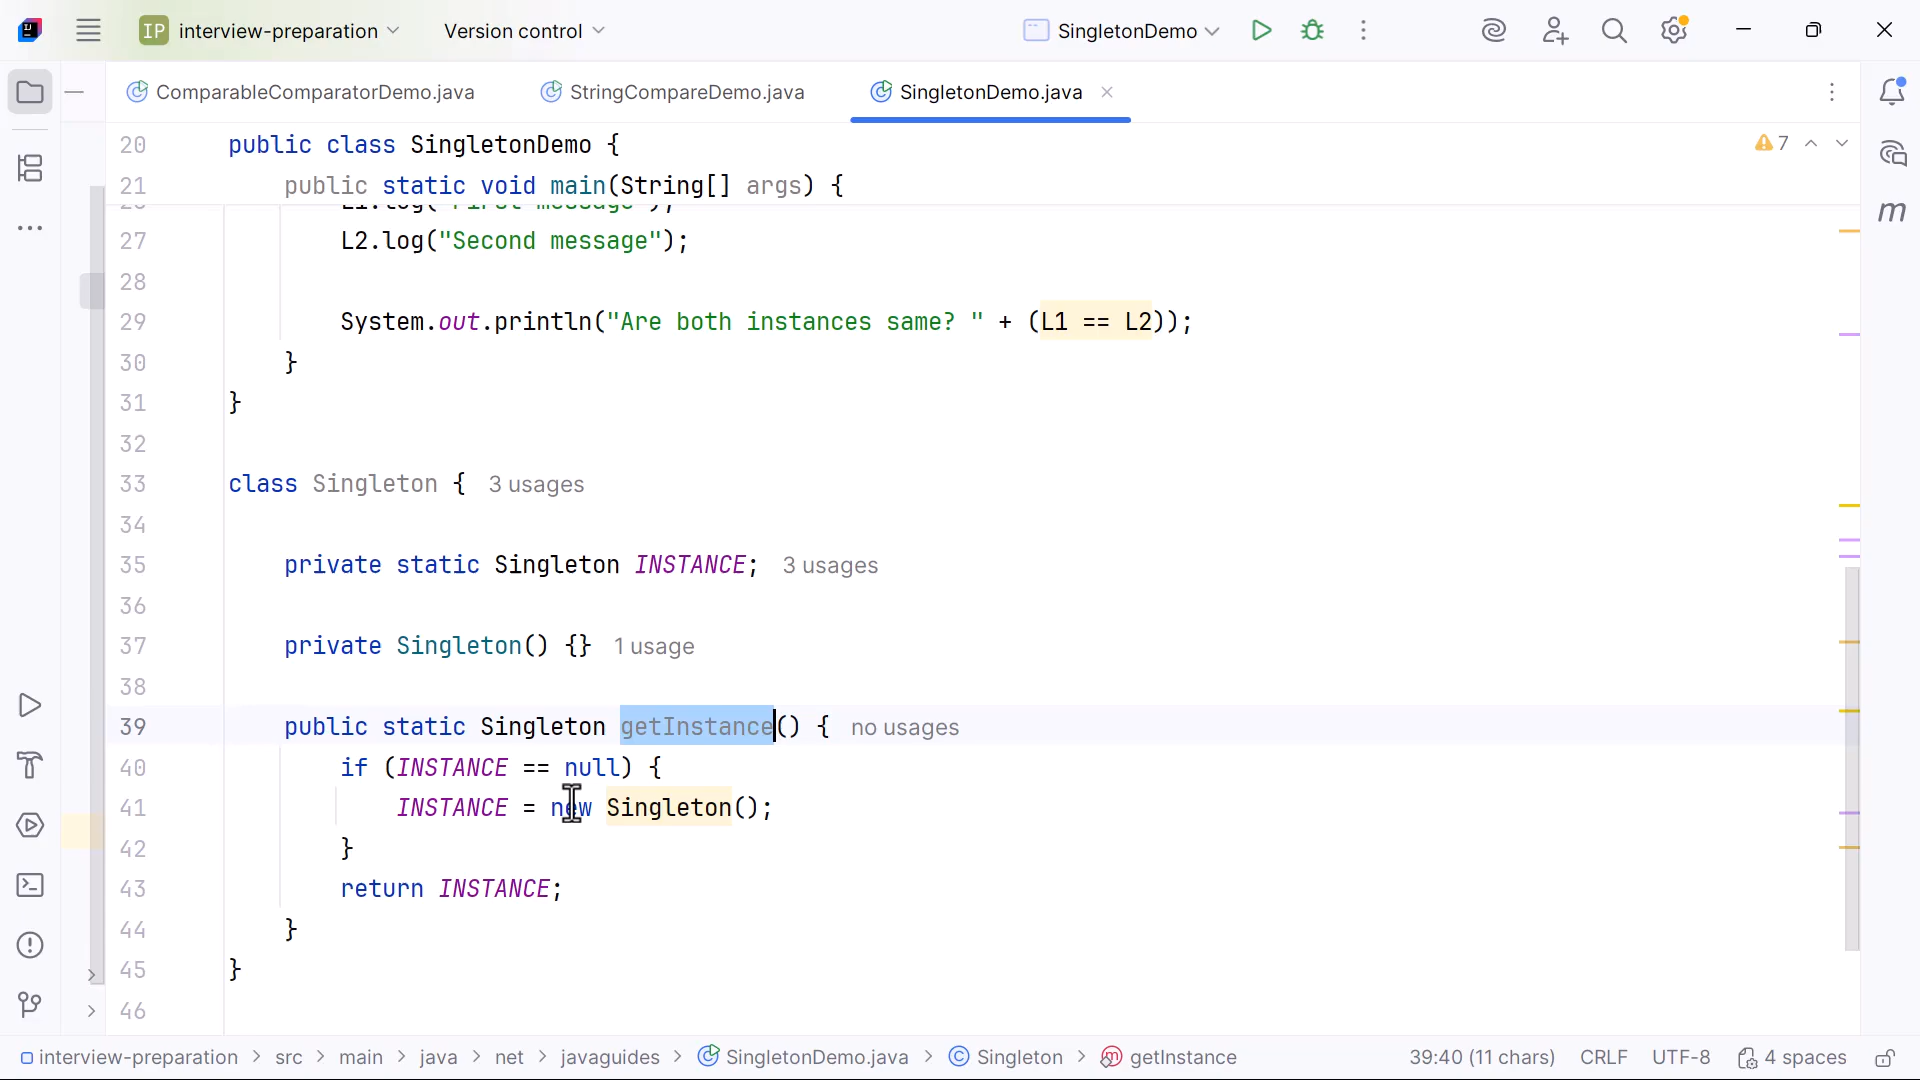 IP interview-preparation Version control SingletonDemo
ComparableComparatorDemo.java StringCompareDemo.java SingletonDemo.java
20 public class SingletonDemo { 7
21 public static void main(String[] args) {
L1.log("First message");
27 L2.log("Second message");
28
29 System.out.println("Are both instances same? " + (L1 == L2));
30 }
31 }
32
33 class Singleton { 3 usages
34
35 private static Singleton INSTANCE; 3 usages
36
37 private Singleton() {} 1 usage
38
39 public static Singleton getInstance() { no usages
40 if (INSTANCE == null) {
41 INSTANCE = new Singleton();
42 }
43 return INSTANCE;
44 }
45 }
46
interview-preparation > src > main > java > net > javaguides > SingletonDemo.java > Singleton > getInstance 39:40 (11 chars) CRLF UTF-8 4 spaces
m